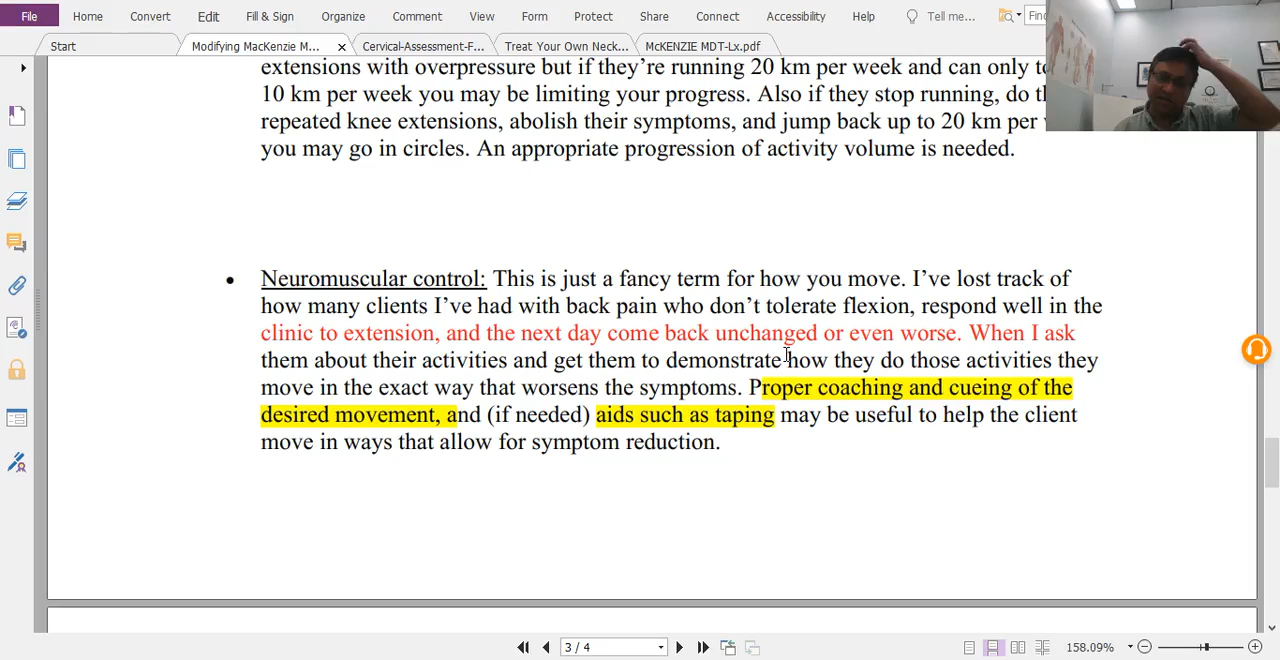 File Home Convert Edit Fill & Sign Organize Comment View Form Protect Share Connect Accessibility Help Tell me...
Start Modifying MacKenzie M... × Cervical-Assessment-F... Treat Your Own Neck... McKENZIE MDT-Lx.pdf
extensions with overpressure but if they're running 20 km per week and can only
10 km per week you may be limiting your progress. Also if they stop running, do
repeated knee extensions, abolish their symptoms, and jump back up to 20 km per
you may go in circles. An appropriate progression of activity volume is needed.
• Neuromuscular control: This is just a fancy term for how you move. I've lost track of
how many clients I've had with back pain who don't tolerate flexion, respond well in the
clinic to extension, and the next day come back unchanged or even worse. When I ask
them about their activities and get them to demonstrate how they do those activities they
move in the exact way that worsens the symptoms. Proper coaching and cueing of the
desired movement, and (if needed) aids such as taping may be useful to help the client
move in ways that allow for symptom reduction.
3 / 4 158.09%